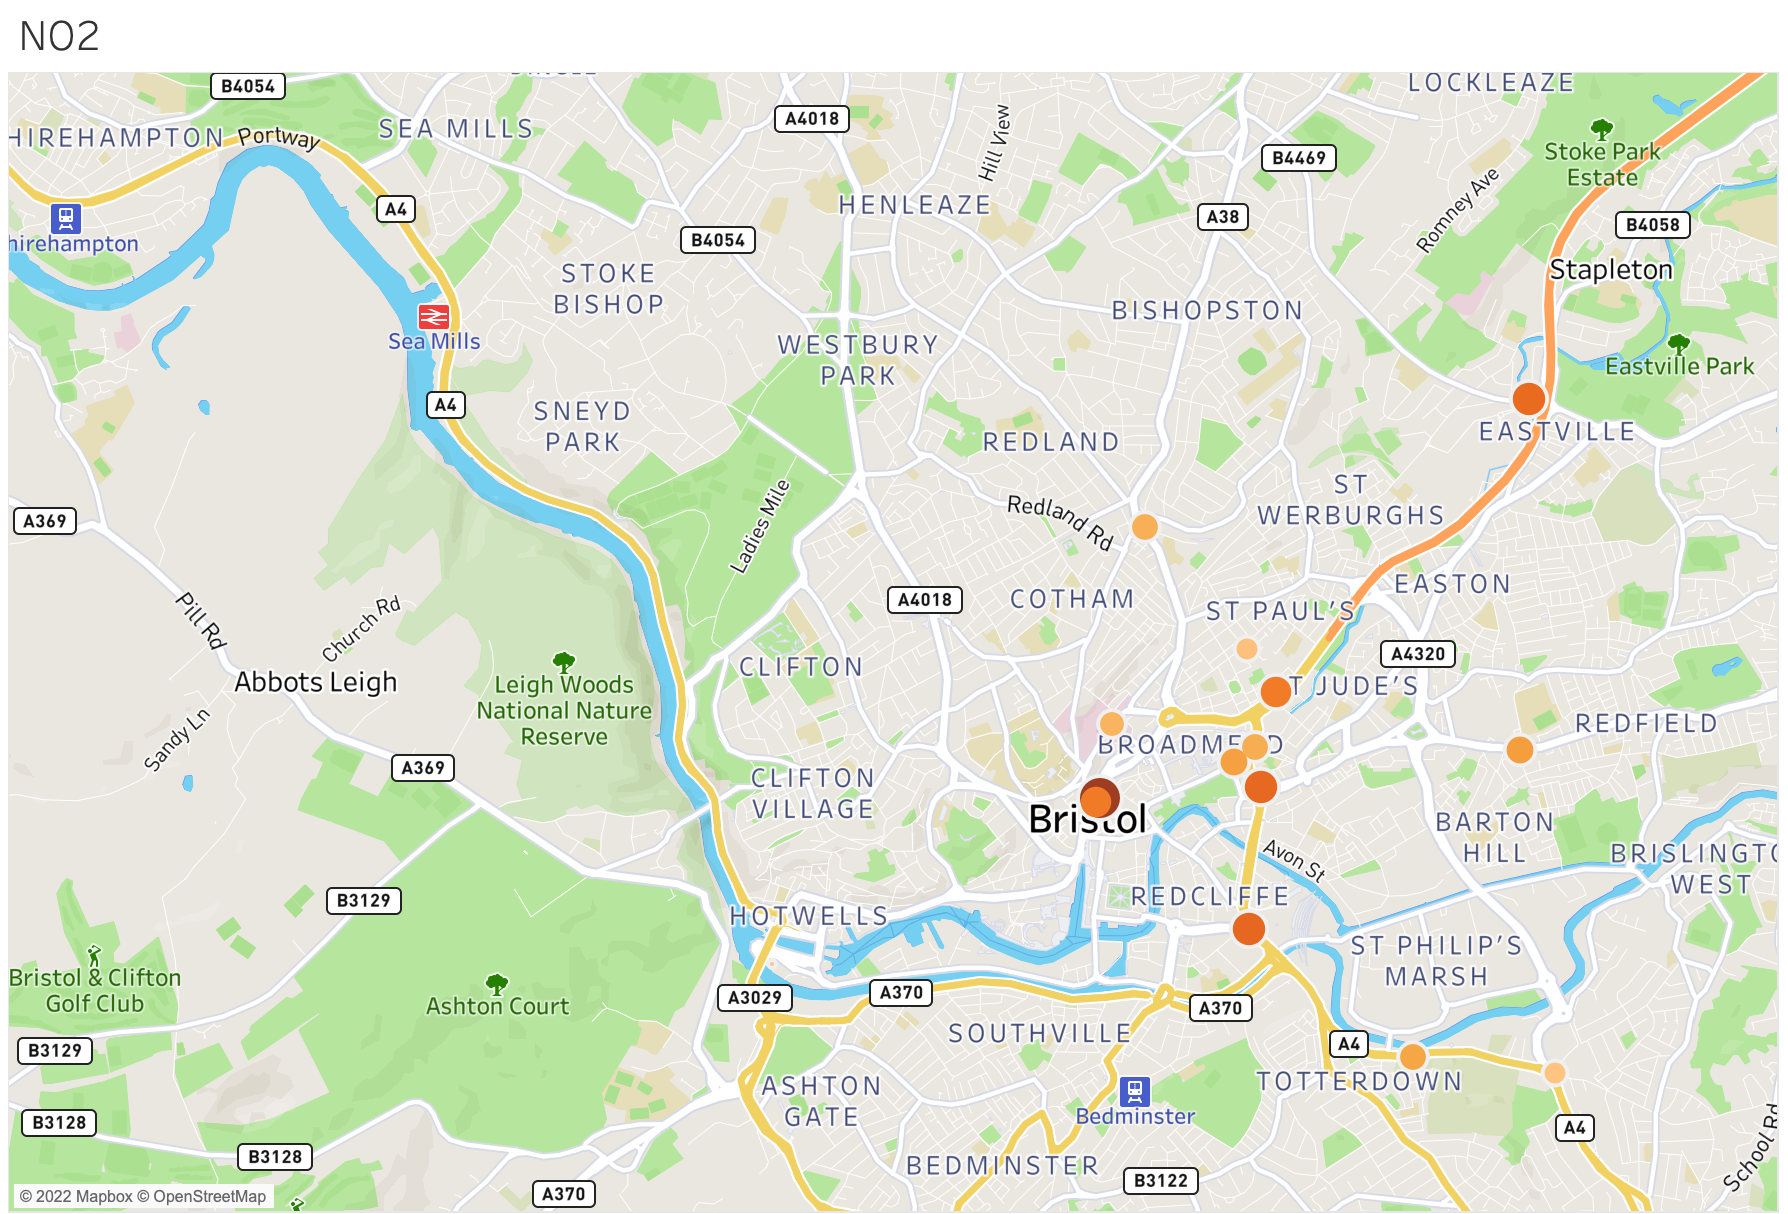 NO2
LOCKLEAZE
B4054
A4018
SEA MILLS
HIREHAMPTON
Portway
Hill View
B4469
Stoke Park
Estate
Romney Ave
A4
HENLEAZE
A38
B4058
hirehampton
B4054
STOKE
BISHOP
Stapleton
BISHOPSTON
Sea Mills
WESTBURY
PARK
Eastville Park
A4
SNEYD
PARK
REDLAND
EASTVILLE
Ladies Mile
ST
WERBURGHS
Redland Rd
A369
EASTON
A4018
COTHAM
ST PAUL'S
Pill Rd
Church Rd
A4320
CLIFTON
Abbots Leigh
Leigh Woods
National Nature
Reserve
T JUDE'S
Sandy Ln
REDFIELD
BROADME D
A369
CLIFTON
VILLAGE
Bristol
BARTON
HILL
Avon St
BRISLINGTO
WEST
B3129
REDCLIFFE
HOTWELLS
ST PHILIP'S
MARSH
Bristol & Clifton
Golf Club
Ashton Court
A3029
A370
A370
SOUTHVILLE
B3129
A4
TOTTERDOWN
ASHTON
GATE
Bedminster
B3128
A4
B3128
School Rd
BEDMINSTER
B3122
A370
© 2022 Mapbox © OpenStreetMap